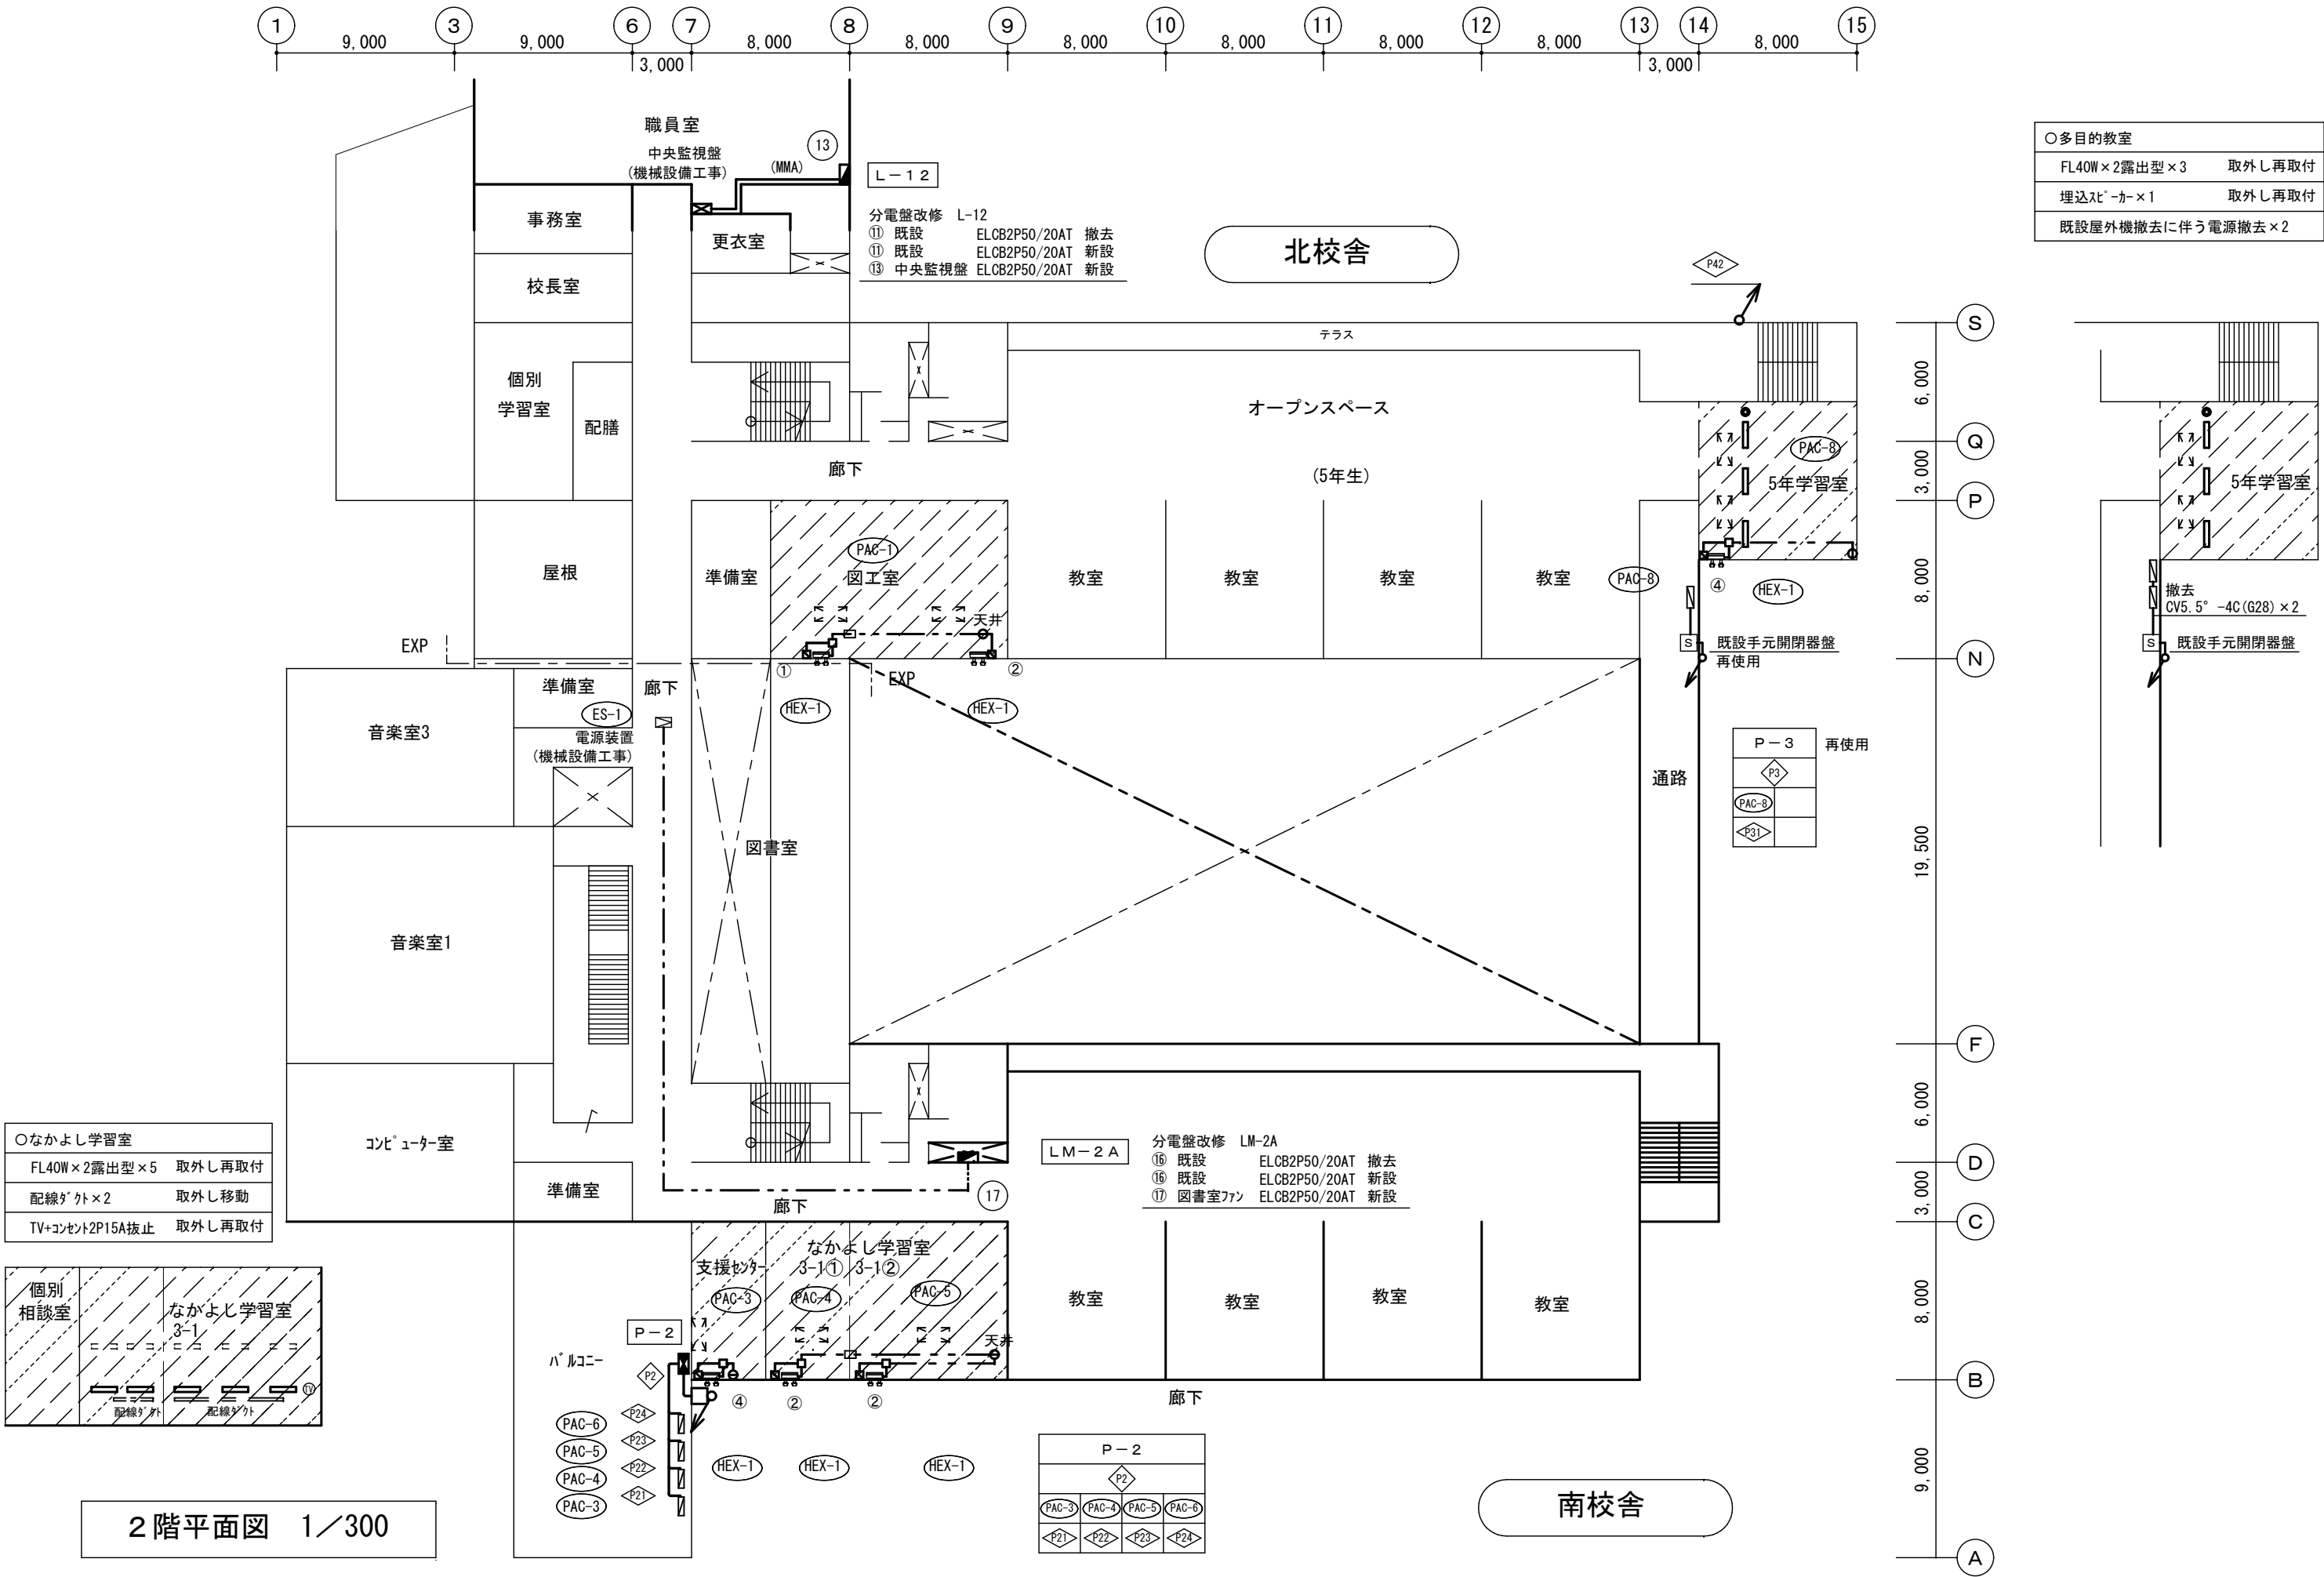 1 3 6 7 8 9 10 11 12 13 14 15
9,000 9,000 3,000 8,000 8,000 8,000 8,000 8,000 8,000 3,000 8,000
職員室
中央監視盤
(機械設備工事)
(MMA)
13
L-12
分電盤改修 L-12
⑪ 既設 ELCB2P50/20AT 撤去
⑪ 既設 ELCB2P50/20AT 新設
⑬ 中央監視盤 ELCB2P50/20AT 新設
北校舎
○多目的教室
FL40W×2露出型×3 取外し再取付
埋込スピーカー×1 取外し再取付
既設屋外機撤去に伴う電源撤去×2
事務室
更衣室
校長室
P42
テラス
個別
学習室
配膳
オープンスペース
(5年生)
廊下
PAC-8
5年学習室
5年学習室
屋根
準備室
PAC-1
図工室
天井
教室
教室
教室
教室
PAC-8
④
HEX-1
撤去
CV5.5°-4C(G28)×2
S
既設手元開閉器盤
再使用
S
既設手元開閉器盤
EXP
①
②
EXP
準備室
廊下
ES-1
HEX-1
HEX-1
音楽室3
電源装置
(機械設備工事)
P-3 再使用
P3
PAC-8
P31
通路
図書室
音楽室1
S
6,000
Q
3,000
P
8,000
N
19,500
F
6,000
D
3,000
C
8,000
B
9,000
A
コンピューター室
準備室
廊下
17
LM-2A
分電盤改修 LM-2A
⑯ 既設 ELCB2P50/20AT 撤去
⑯ 既設 ELCB2P50/20AT 新設
⑰ 図書室ファン ELCB2P50/20AT 新設
○なかよし学習室
FL40W×2露出型×5 取外し再取付
配線ダクト×2 取外し移動
TV+コンセント2P15A抜止 取外し再取付
個別
相談室
なかよし学習室
3-1
TV
配線ダクト 配線ダクト
支援センター
なかよし学習室
3-1① 3-1②
PAC-3 PAC-4 PAC-5
天井
教室
教室
教室
教室
P-2
バルコニー
P2
④ ② ②
廊下
PAC-6 P24
PAC-5 P23
PAC-4 P22
PAC-3 P21
HEX-1 HEX-1 HEX-1
P-2
P2
PAC-3 PAC-4 PAC-5 PAC-6
P21 P22 P23 P24
南校舎
2階平面図 1/300